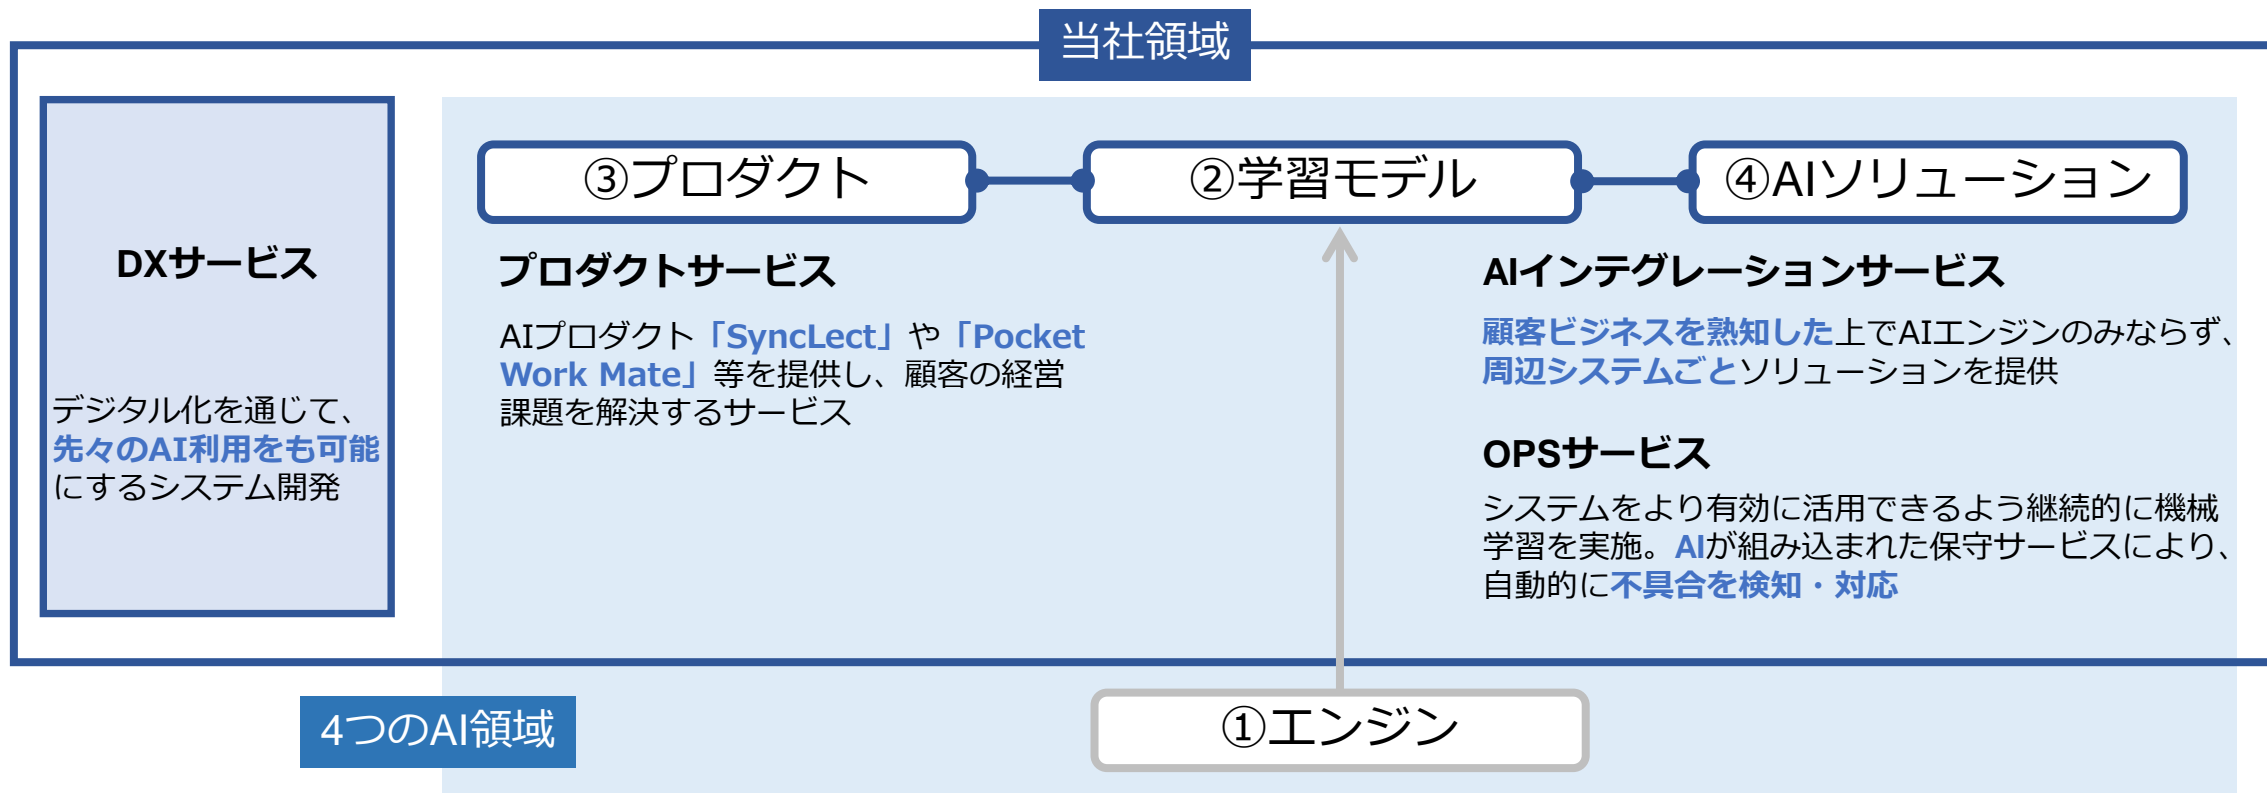 当社領域
DXサービス
デジタル化を通じて、
先々のAI利用をも可能
にするシステム開発
③プロダクト
②学習モデル
④AIソリューション
プロダクトサービス
AIプロダクト「SyncLect」や「Pocket
Work Mate」等を提供し、顧客の経営
課題を解決するサービス
AIインテグレーションサービス
顧客ビジネスを熟知した上でAIエンジンのみならず、
周辺システムごとソリューションを提供
OPSサービス
システムをより有効に活用できるよう継続的に機械
学習を実施。AIが組み込まれた保守サービスにより、
自動的に不具合を検知・対応
4つのAI領域
①エンジン